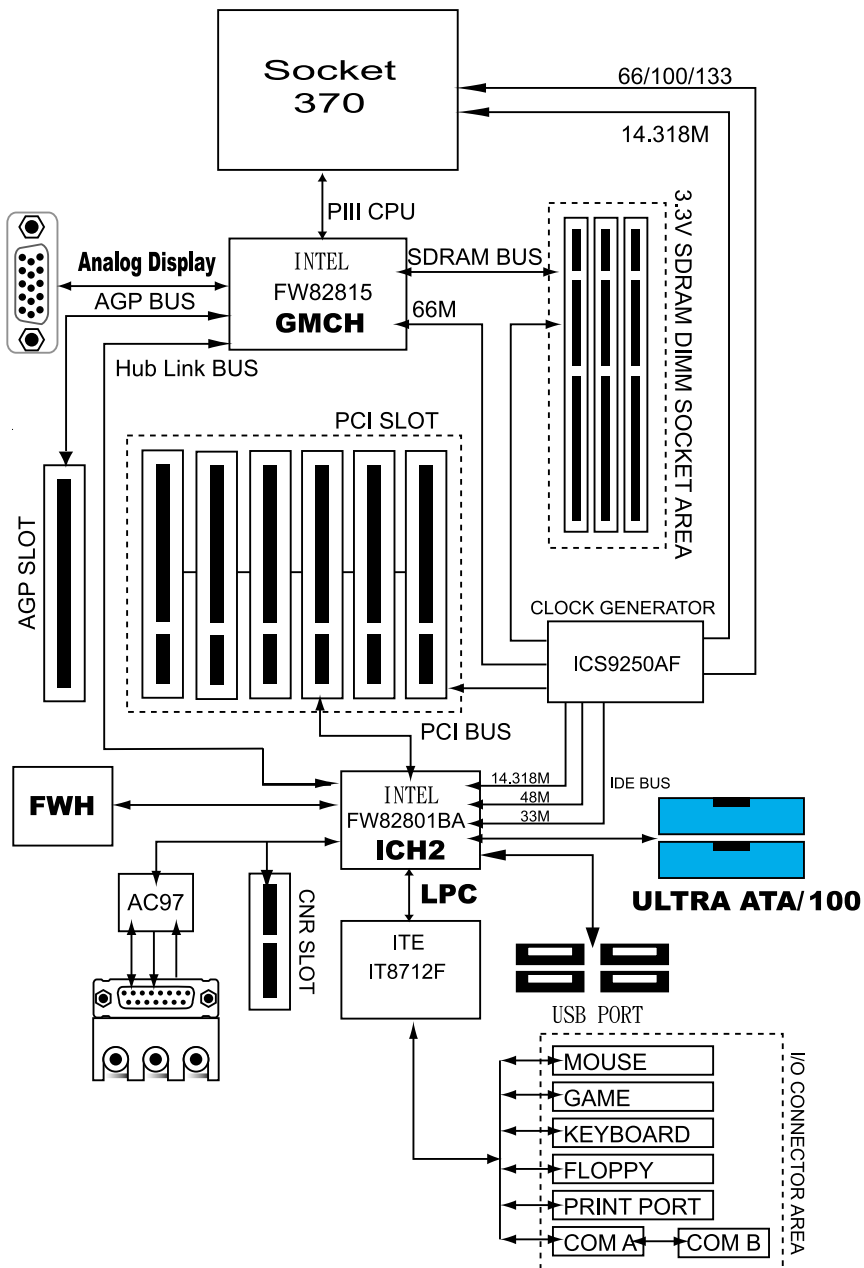 Socket
370
66/100/133
14.318M
PIII CPU
3.3V SDRAM DIMM SOCKET AREA
Analog Display
INTEL
FW82815
GMCH
SDRAM BUS
AGP BUS
66M
Hub Link BUS
PCI SLOT
AGP SLOT
CLOCK GENERATOR
ICS9250AF
PCI BUS
14.318M
48M
33M
IDE BUS
INTEL
FW82801BA
ICH2
FWH
ULTRA ATA/100
LPC
AC97
CNR SLOT
ITE
IT8712F
USB PORT
I/O CONNECTOR AREA
MOUSE
GAME
KEYBOARD
FLOPPY
PRINT PORT
COM A
COM B